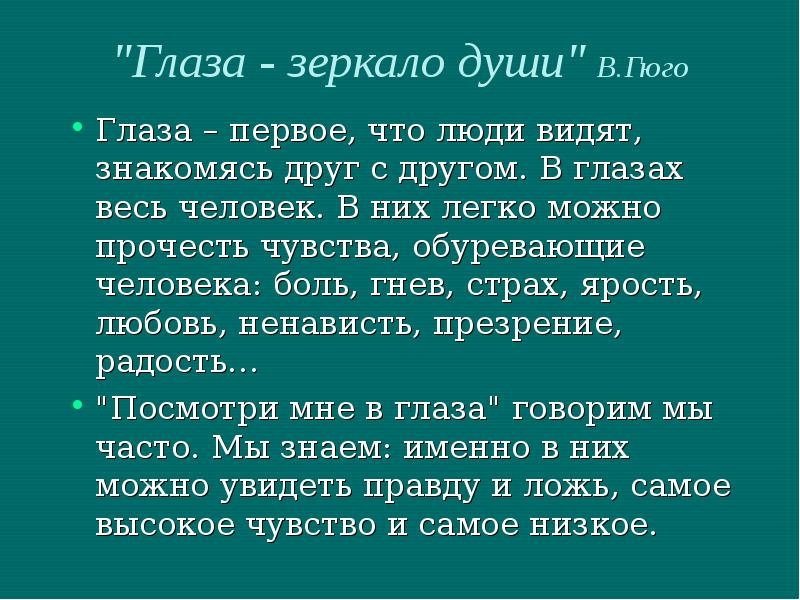 "Глаза - зеркало души" В.Гюго
• Глаза – первое, что люди видят,
знакомясь друг с другом. В глазах
весь человек. В них легко можно
прочесть чувства, обуревающие
человека: боль, гнев, страх, ярость,
любовь, ненависть, презрение,
радость…
• "Посмотри мне в глаза" говорим мы
часто. Мы знаем: именно в них
можно увидеть правду и ложь, самое
высокое чувство и самое низкое.